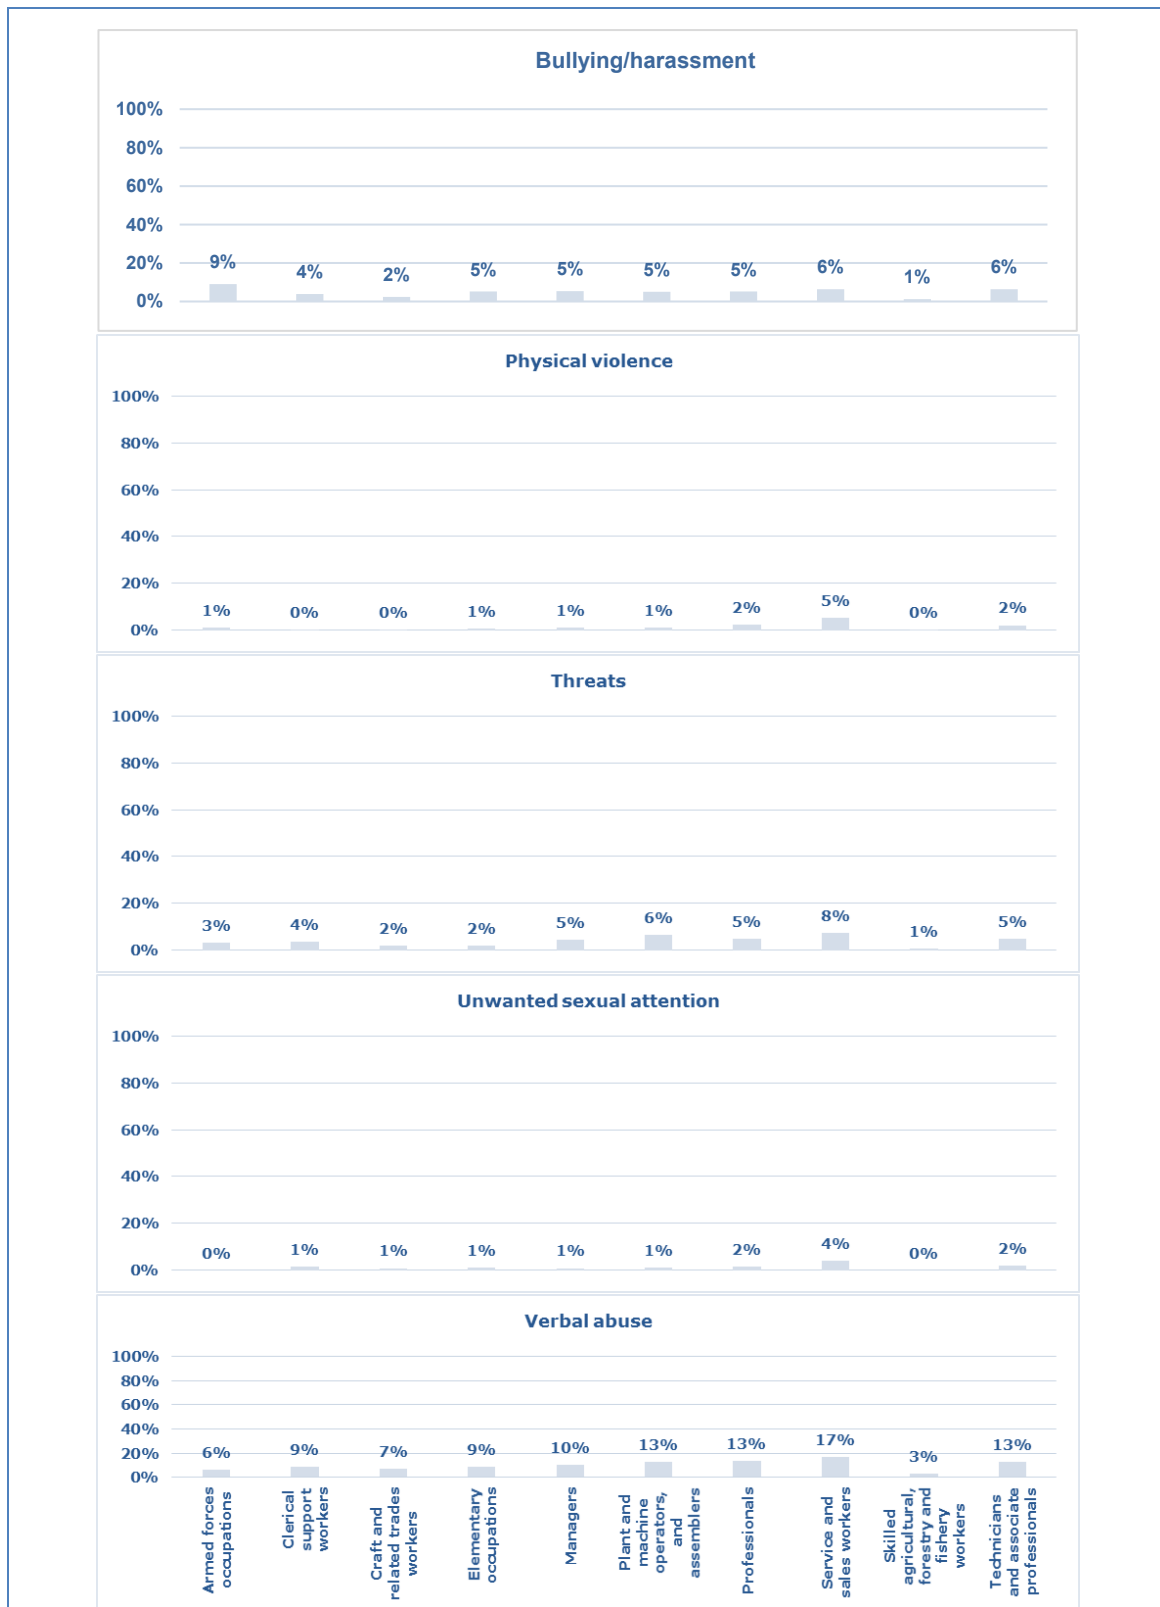 Bullying/harassment
100%
80%
60%
40%
20%
0%
9%
4%
2%
5%
5%
5%
5%
6%
1%
6%
Physical violence
100%
80%
60%
40%
20%
0%
1%
0%
0%
1%
1%
1%
2%
5%
0%
2%
Threats
100%
80%
60%
40%
20%
0%
3%
4%
2%
2%
5%
6%
5%
8%
1%
5%
Unwanted sexual attention
100%
80%
60%
40%
20%
0%
0%
1%
1%
1%
1%
1%
2%
4%
0%
2%
Verbal abuse
100%
80%
60%
40%
20%
0%
6%
9%
7%
9%
10%
13%
13%
17%
3%
13%
Armed forces
occupations
Clerical
support
workers
Craft and
related trades
workers
Elementary
occupations
Managers
Plant and
machine
operators,
and
assemblers
Professionals
Service and
sales workers
Skilled
agricultural,
forestry and
fishery
workers
Technicians
and associate
professionals